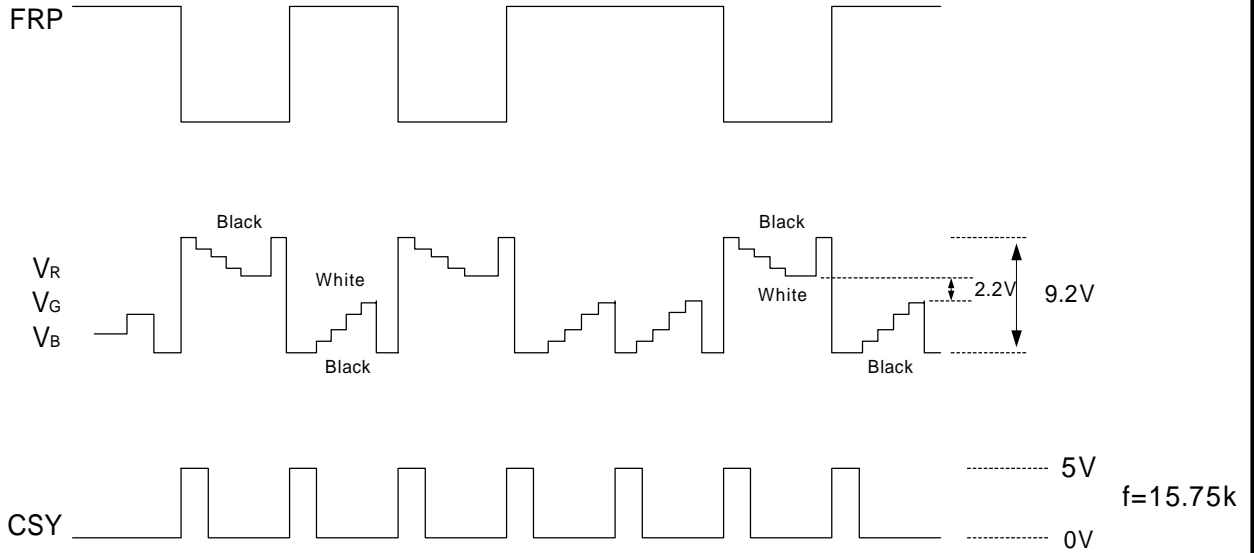 FRP
Black
Black
VR
White
VG
White
2.2V
9.2V
VB
Black
Black
5V
f=15.75k
CSY
0V